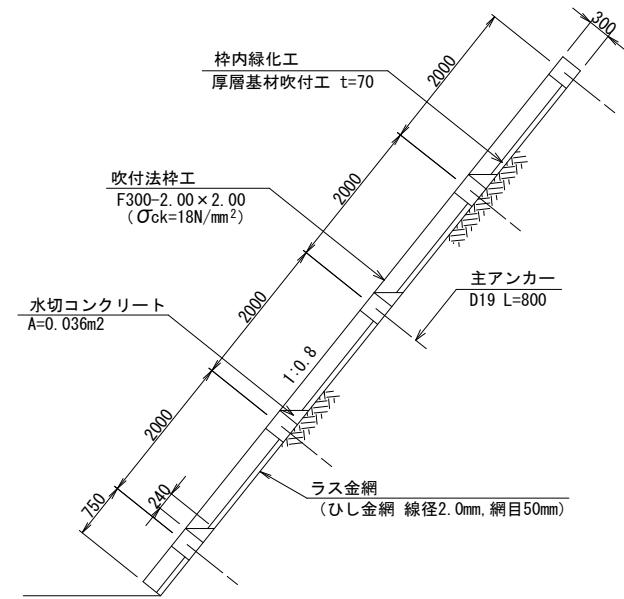 300
2000
枠内緑化工
厚層基材吹付工 t=70
2000
吹付法枠工
F300-2.00×2.00
(σck=18N/mm²)
2000
主アンカー
D19 L=800
水切コンクリート
A=0.036m2
1:0.8
2000
240
750
ラス金網
(ひし金網 線径2.0mm,網目50mm)